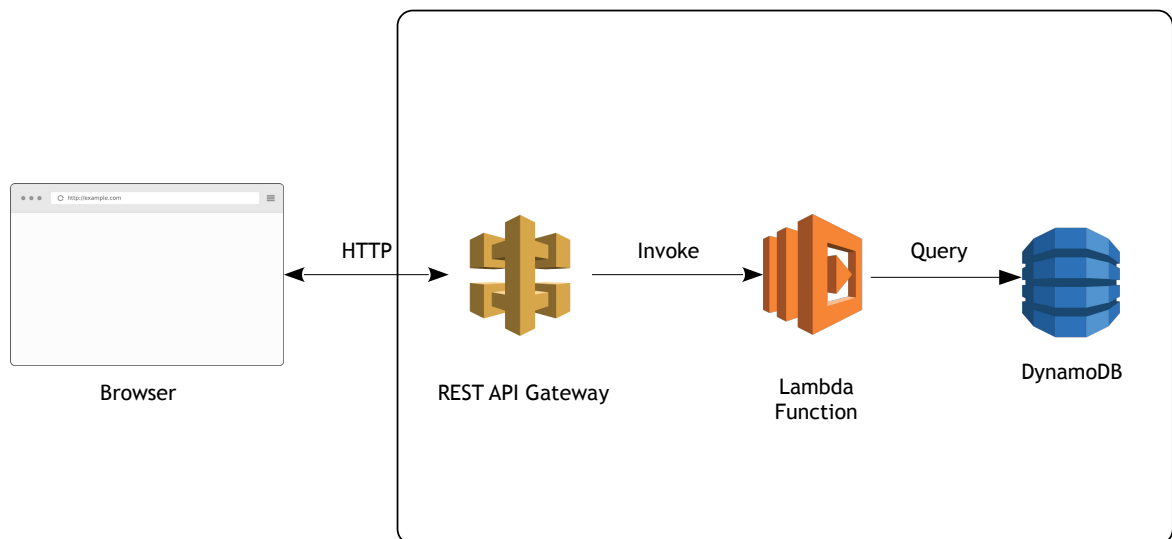 http://example.com
HTTP
Invoke
Query
Browser
REST API Gateway
Lambda
Function
DynamoDB